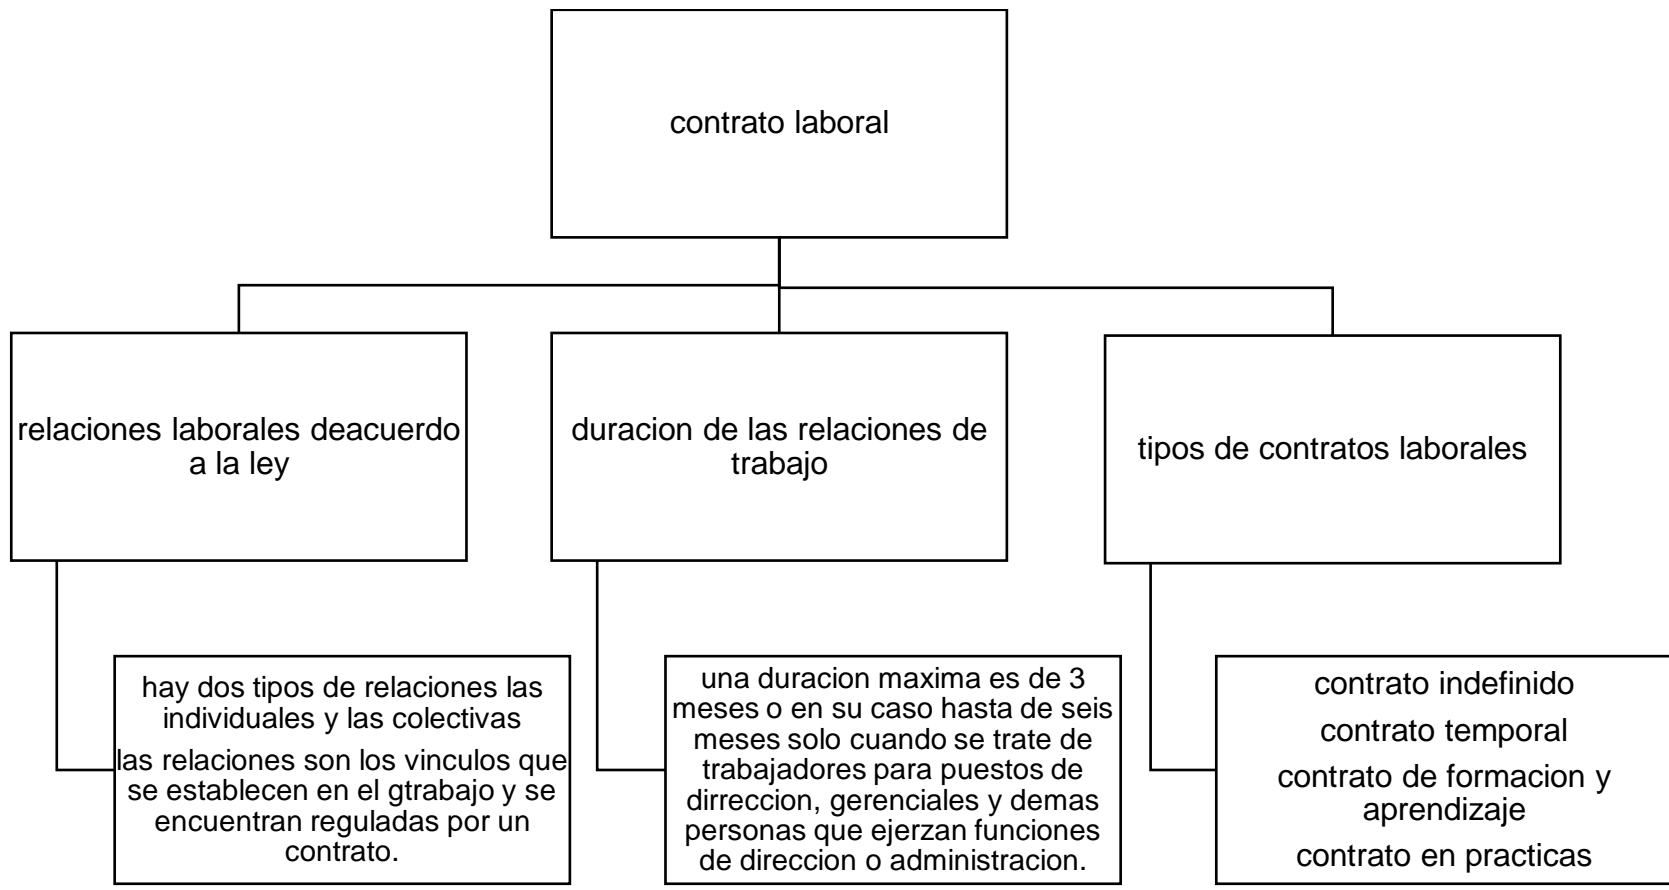 contrato laboral
relaciones laborales deacuerdo
a la ley
duracion de las relaciones de
trabajo
tipos de contratos laborales
hay dos tipos de relaciones las
individuales y las colectivas
las relaciones son los vinculos que
se establecen en el gtrabajo y se
encuentran reguladas por un
contrato.
una duracion maxima es de 3
meses o en su caso hasta de seis
meses solo cuando se trate de
trabajadores para puestos de
dirreccion, gerenciales y demas
personas que ejerzan funciones
de direccion o administracion.
contrato indefinido
contrato temporal
contrato de formacion y
aprendizaje
contrato en practicas